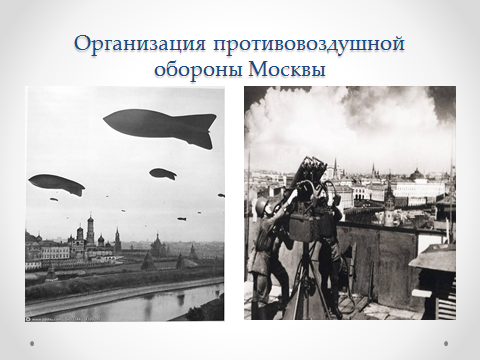 Организация противовоздушной
обороны Москвы